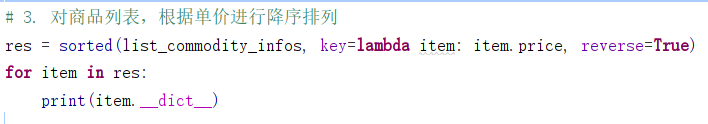 # 3. 对商品列表，根据单价进行降序排列
res = sorted(list_commodity_infos, key=lambda item: item.price, reverse=True)
for item in res:
    print(item.__dict__)